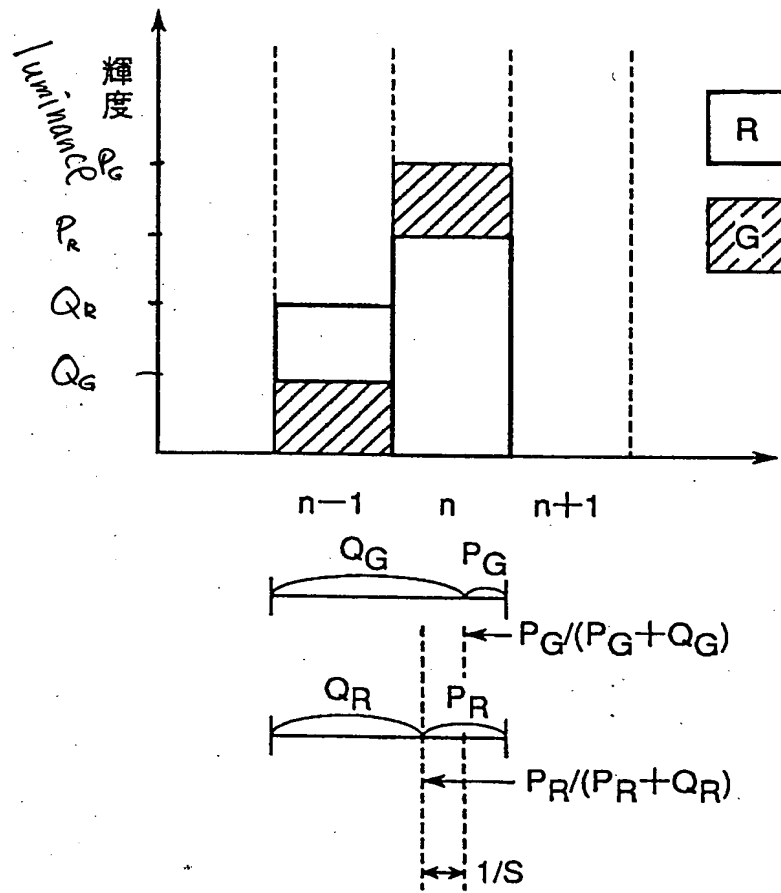 luminance
輝度
P_G
P_R
Q_R
Q_G
R
G
n−1 n n+1
Q_G P_G
P_G/(P_G+Q_G)
Q_R P_R
P_R/(P_R+Q_R)
1/S